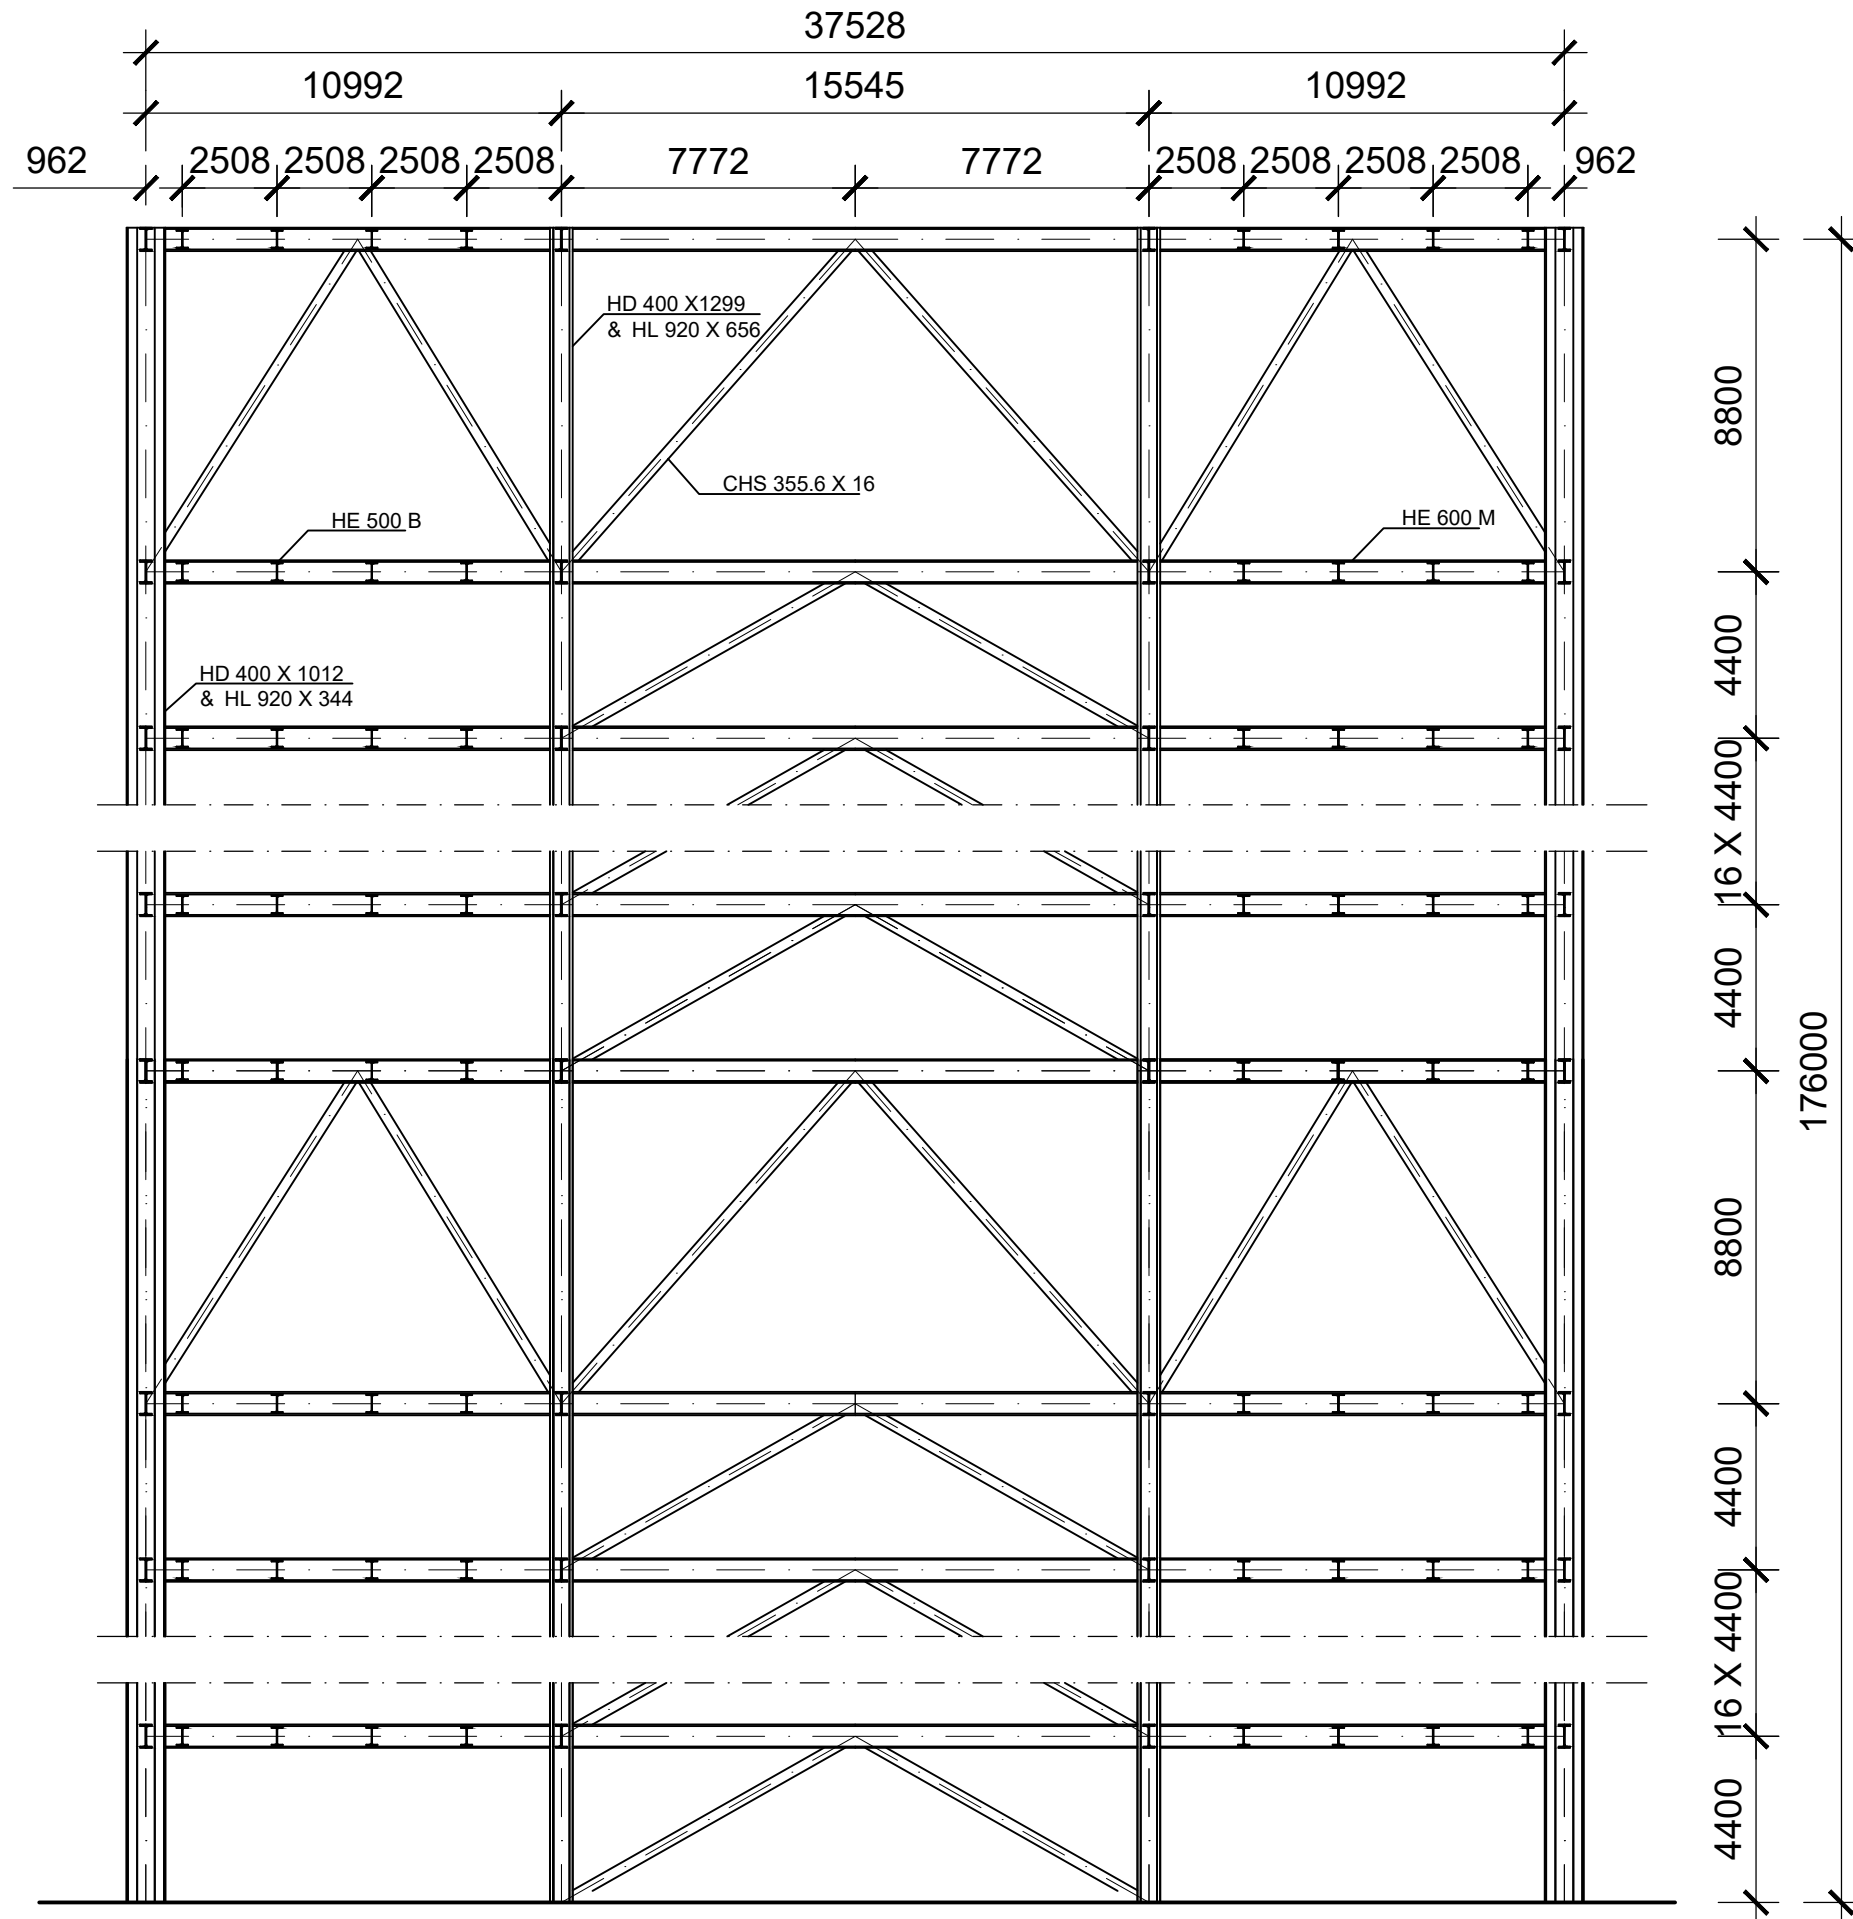 37528
10992 15545 10992
962 2508 2508 2508 2508 7772 7772 2508 2508 2508 2508 962
HD 400 X1299
& HL 920 X 656
8800
CHS 355.6 X 16
HE 500 B
HE 600 M
4400
HD 400 X 1012
& HL 920 X 344
16 X 4400
4400
176000
8800
4400
16 X 4400
4400